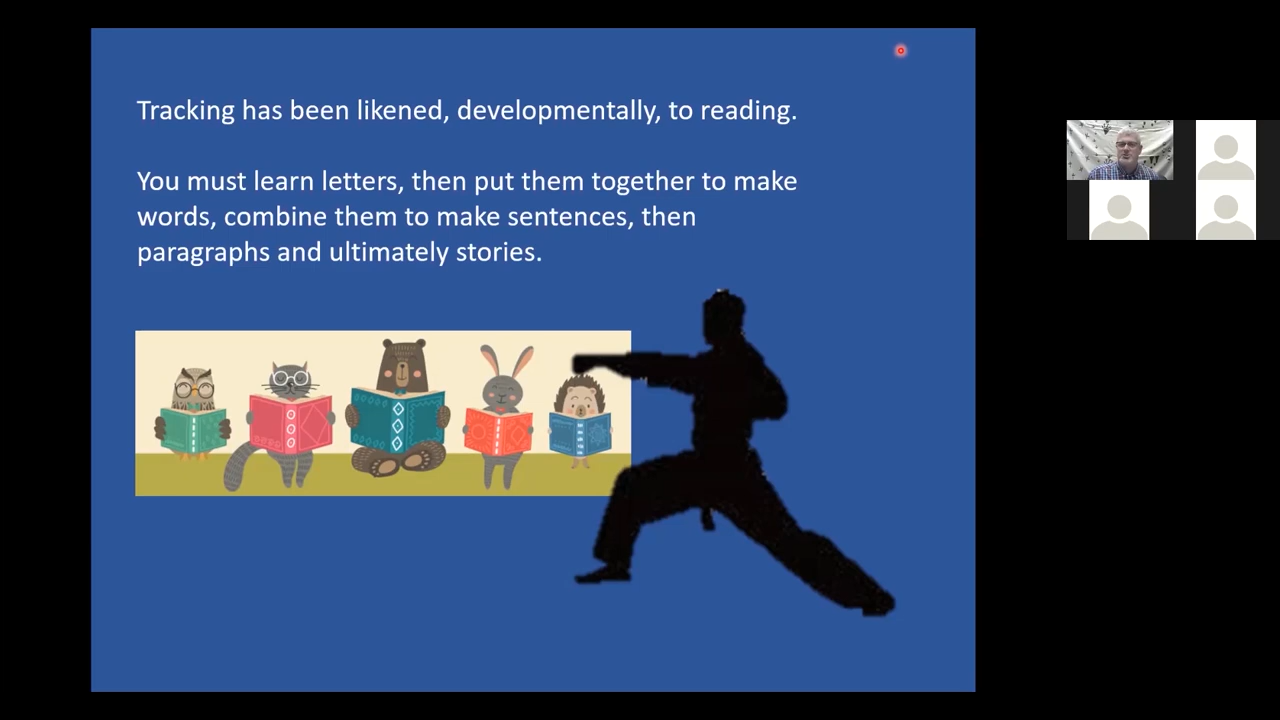 Tracking has been likened, developmentally, to reading.
You must learn letters, then put them together to make
words, combine them to make sentences, then
paragraphs and ultimately stories.